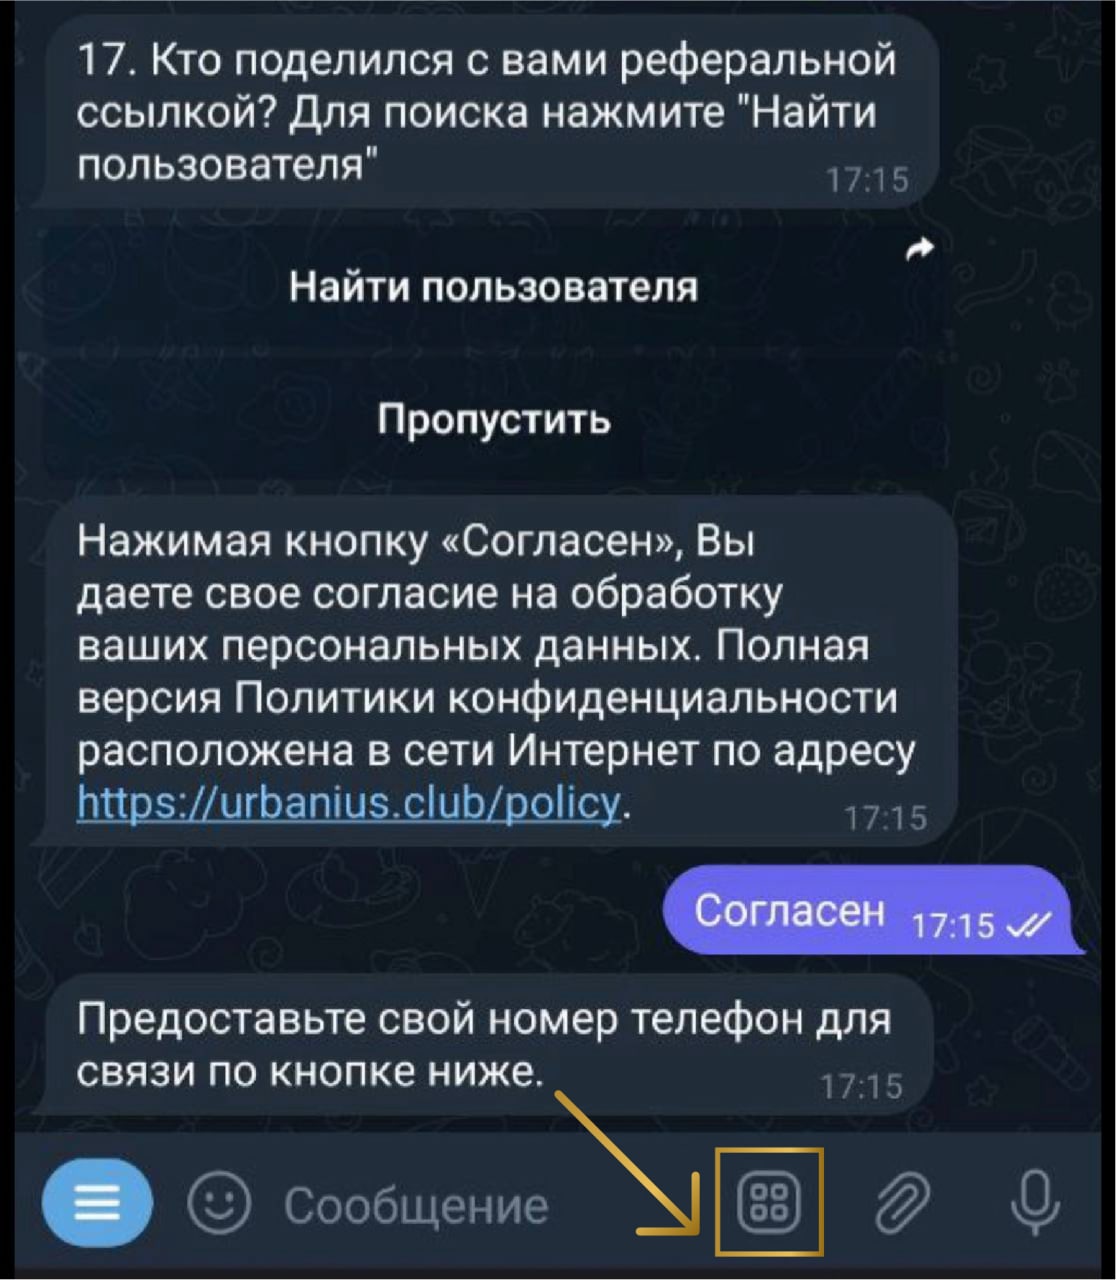 17. Кто поделился с вами реферальной
ссылкой? Для поиска нажмите "Найти
пользователя"
17:15
Найти пользователя
Пропустить
Нажимая кнопку «Согласен», Вы
даете свое согласие на обработку
ваших персональных данных. Полная
версия Политики конфиденциальности
расположена в сети Интернет по адресу
https://urbanius.club/policy.
17:15
Согласен 17:15
Предоставьте свой номер телефон для
связи по кнопке ниже.
17:15
Сообщение